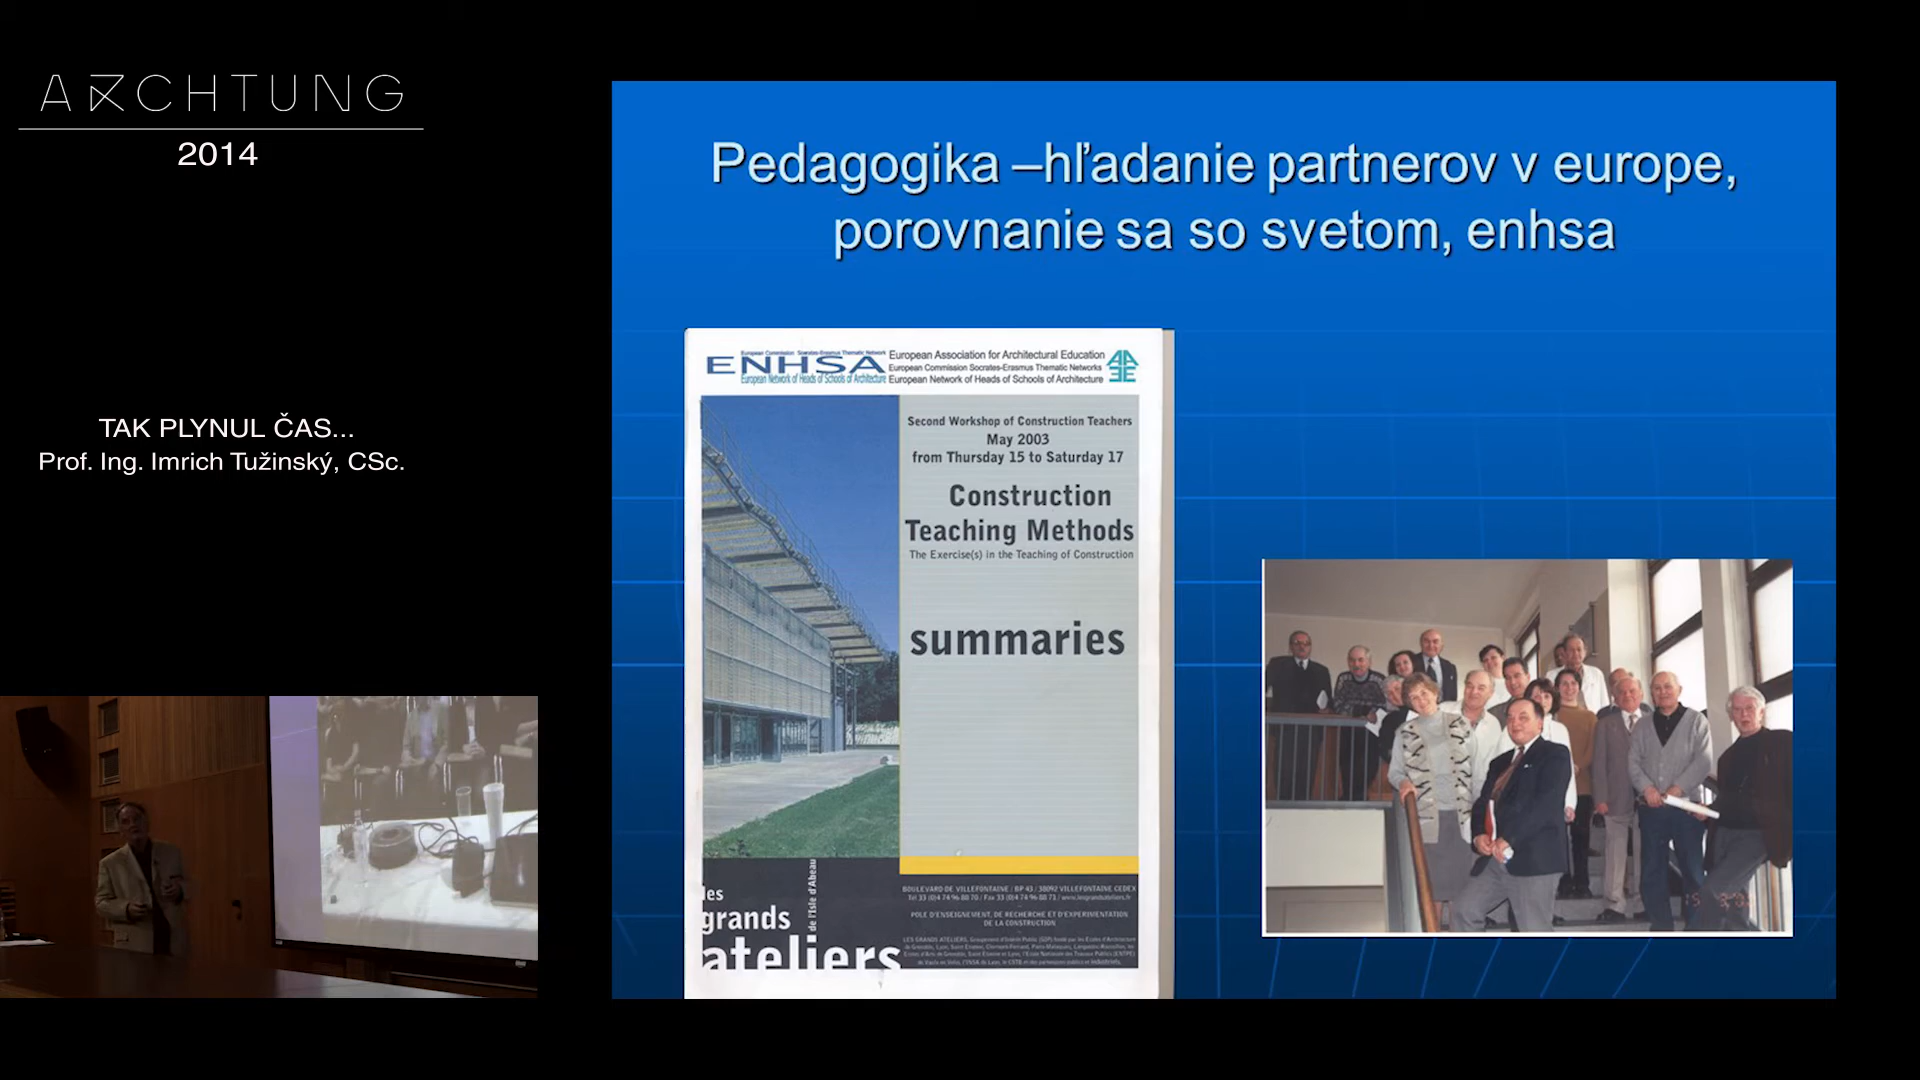 ARCHTUNG
2014
TAK PLYNUL ČAS...
Prof. Ing. Imrich Tužinský, CSc.
Pedagogika –hľadanie partnerov v europe,
porovnanie sa so svetom, enhsa
European Commission: Socrates-Erasmus Thematic Network
ENHSA
European Network of Heads of Schools of Architecture
European Association for Architectural Education
European Commission Socrates-Erasmus Thematic Networks
European Network of Heads of Schools of Architecture
Second Workshop of Construction Teachers
May 2003
from Thursday 15 to Saturday 17
Construction
Teaching Methods
The Exercise(s) in the Teaching of Construction
summaries
les
grands
ateliers
de l'Isle d'Abeau
BOULEVARD DE VILLEFONTAINE / BP 43 / 38092 VILLEFONTAINE CEDEX
POLE D'ENSEIGNEMENT, DE RECHERCHE ET D'EXPERIMENTATION
DE LA CONSTRUCTION